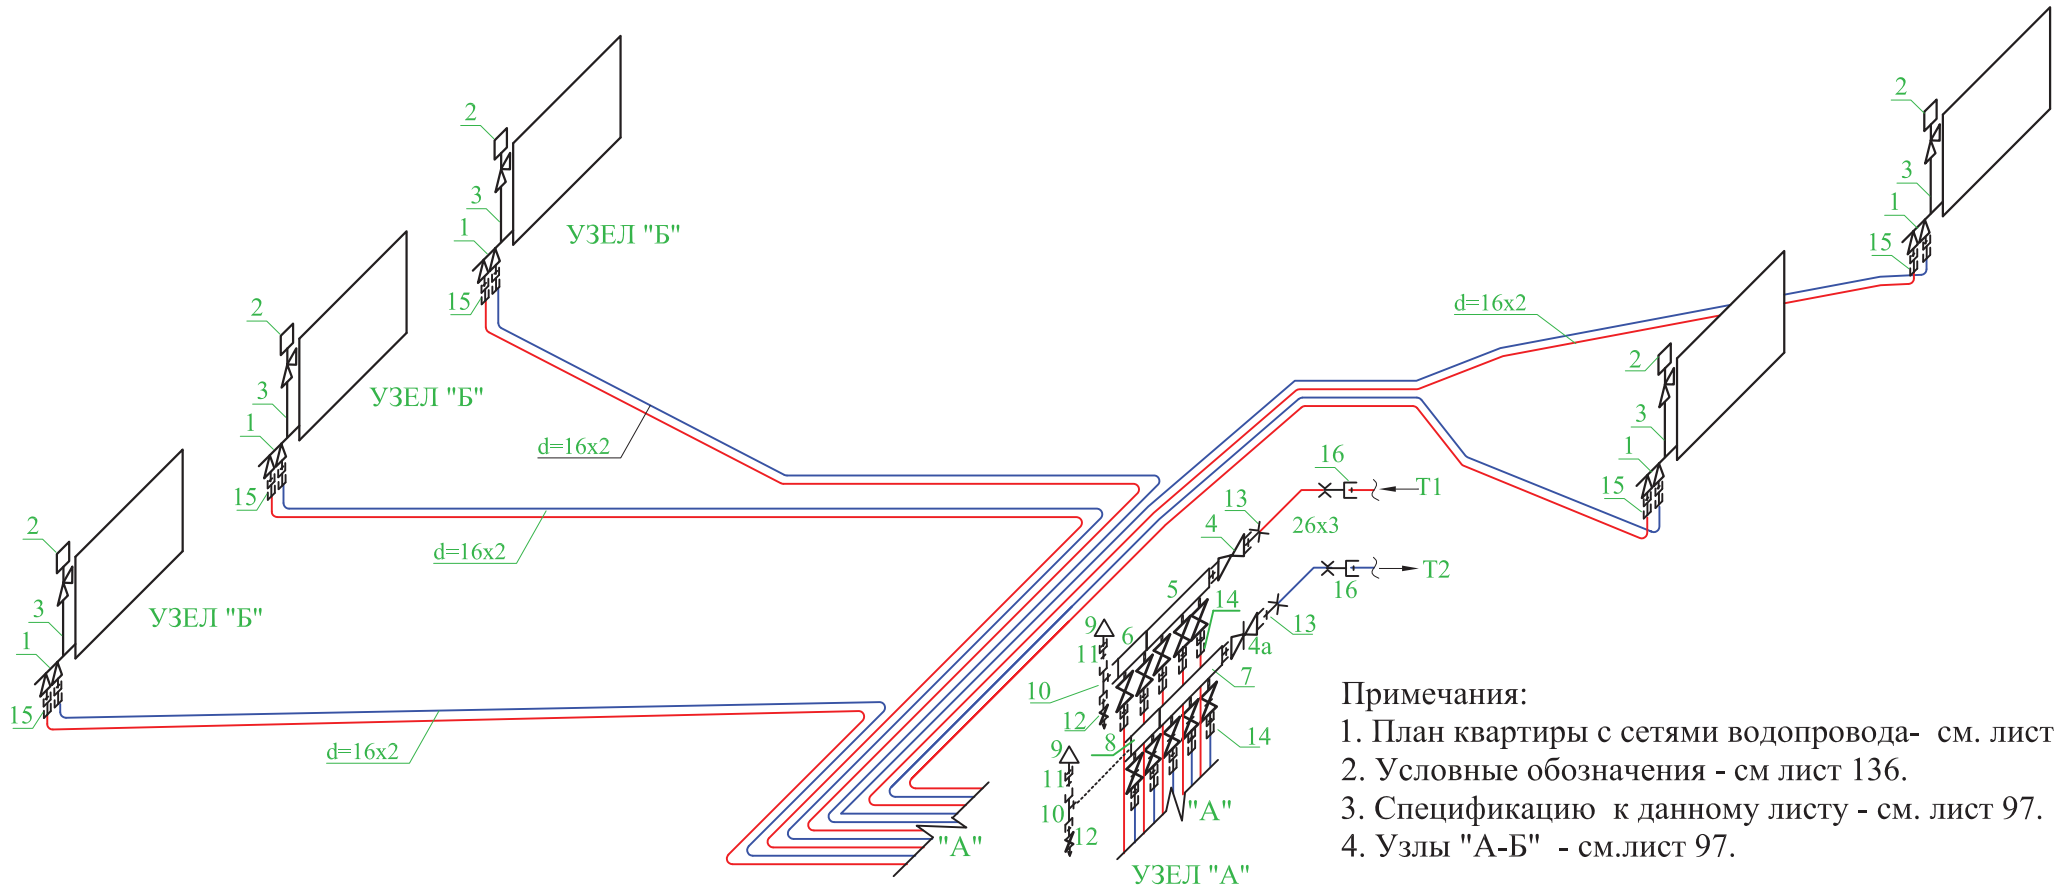 2
3
1
15
УЗЕЛ "Б"
d=16x2
2
3
1
15
УЗЕЛ "Б"
d=16x2
2
3
1
15
УЗЕЛ "Б"
d=16x2
2
3
1
15
d=16x2
2
3
1
15
16
T1
13
26x3
4
5
T2
16
14
13
6
4a
9
11
10
12
7
8
14
9
11
10
12
"А"
"А"
УЗЕЛ "А"
Примечания:
1. План квартиры с сетями водопровода- см. лист
2. Условные обозначения - см лист 136.
3. Спецификацию к данному листу - см. лист 97.
4. Узлы "А-Б" - см.лист 97.